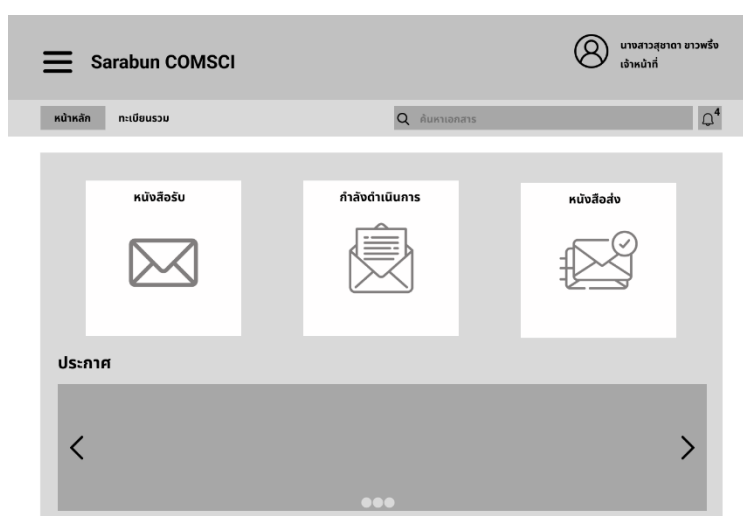 Sarabun COMSCI
นางสาวสุชาดา ขาวพริ้ง
เจ้าหน้าที่
หน้าหลัก
ทะเบียนรวม
ค้นหาเอกสาร
4
หนังสือรับ
กำลังดำเนินการ
หนังสือส่ง
ประกาศ